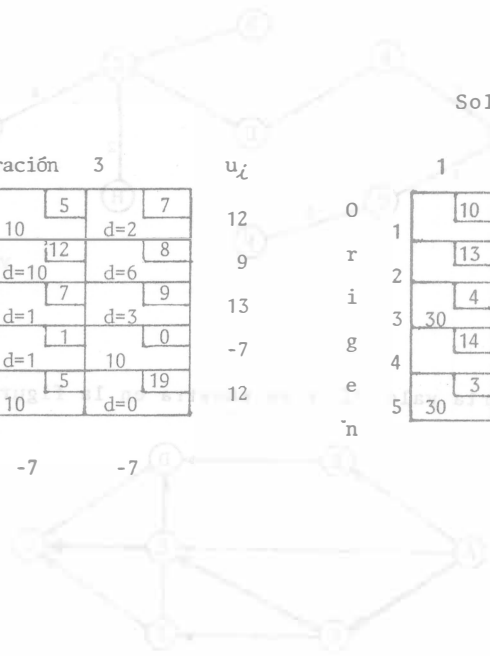 Sol
ración 3 u_i 1
5 7 10
10 d=2 12 O 1
12 8 13
d=10 d=6 9 r 2
7 9 4
d=1 d=3 13 i 3 30
1 0 14
d=1 10 -7 g 4
5 19 3
10 d=0 12 e 5 30
n
-7 -7